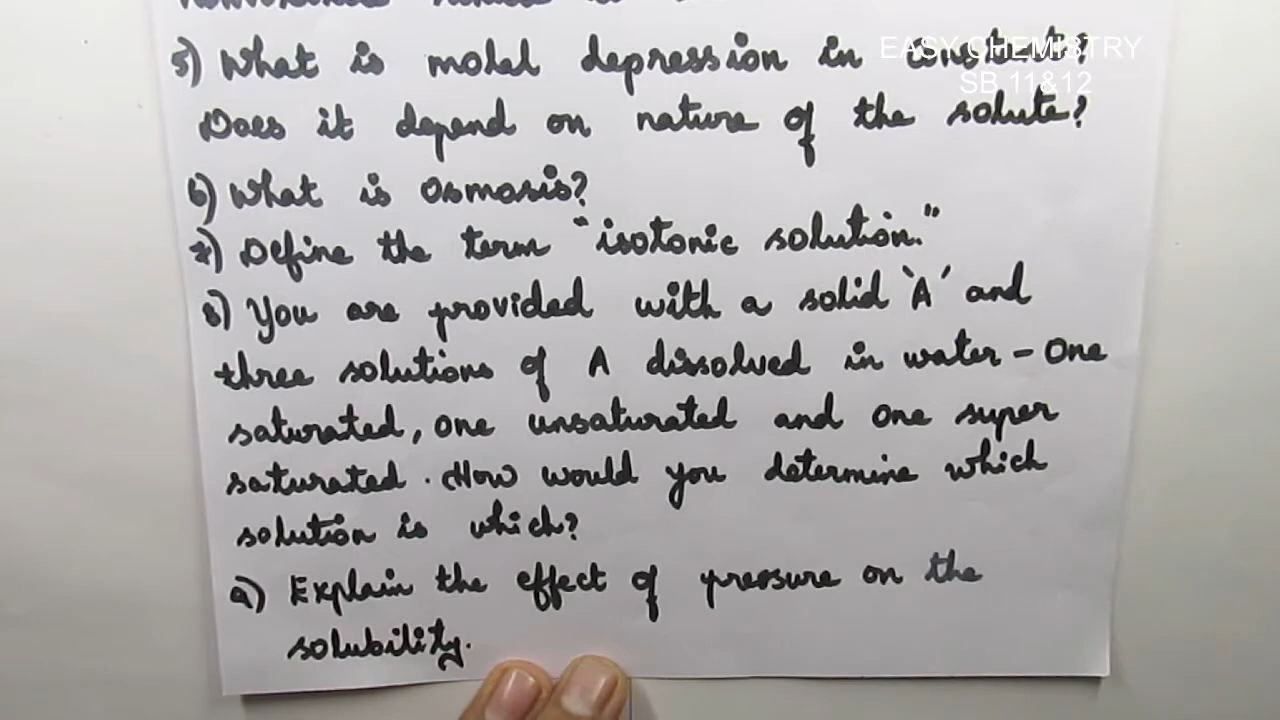 5) What is molal depression in constant?
Does it depend on nature of the solute?
6) What is Osmosis?
7) Define the term "isotonic solution."
8) You are provided with a solid 'A' and
three solutions of A dissolved in water - One
saturated, one unsaturated and one super
saturated. How would you determine which
solution is which?
a) Explain the effect of pressure on the
solubility.
EASY CHEMISTRY
SB 11&12